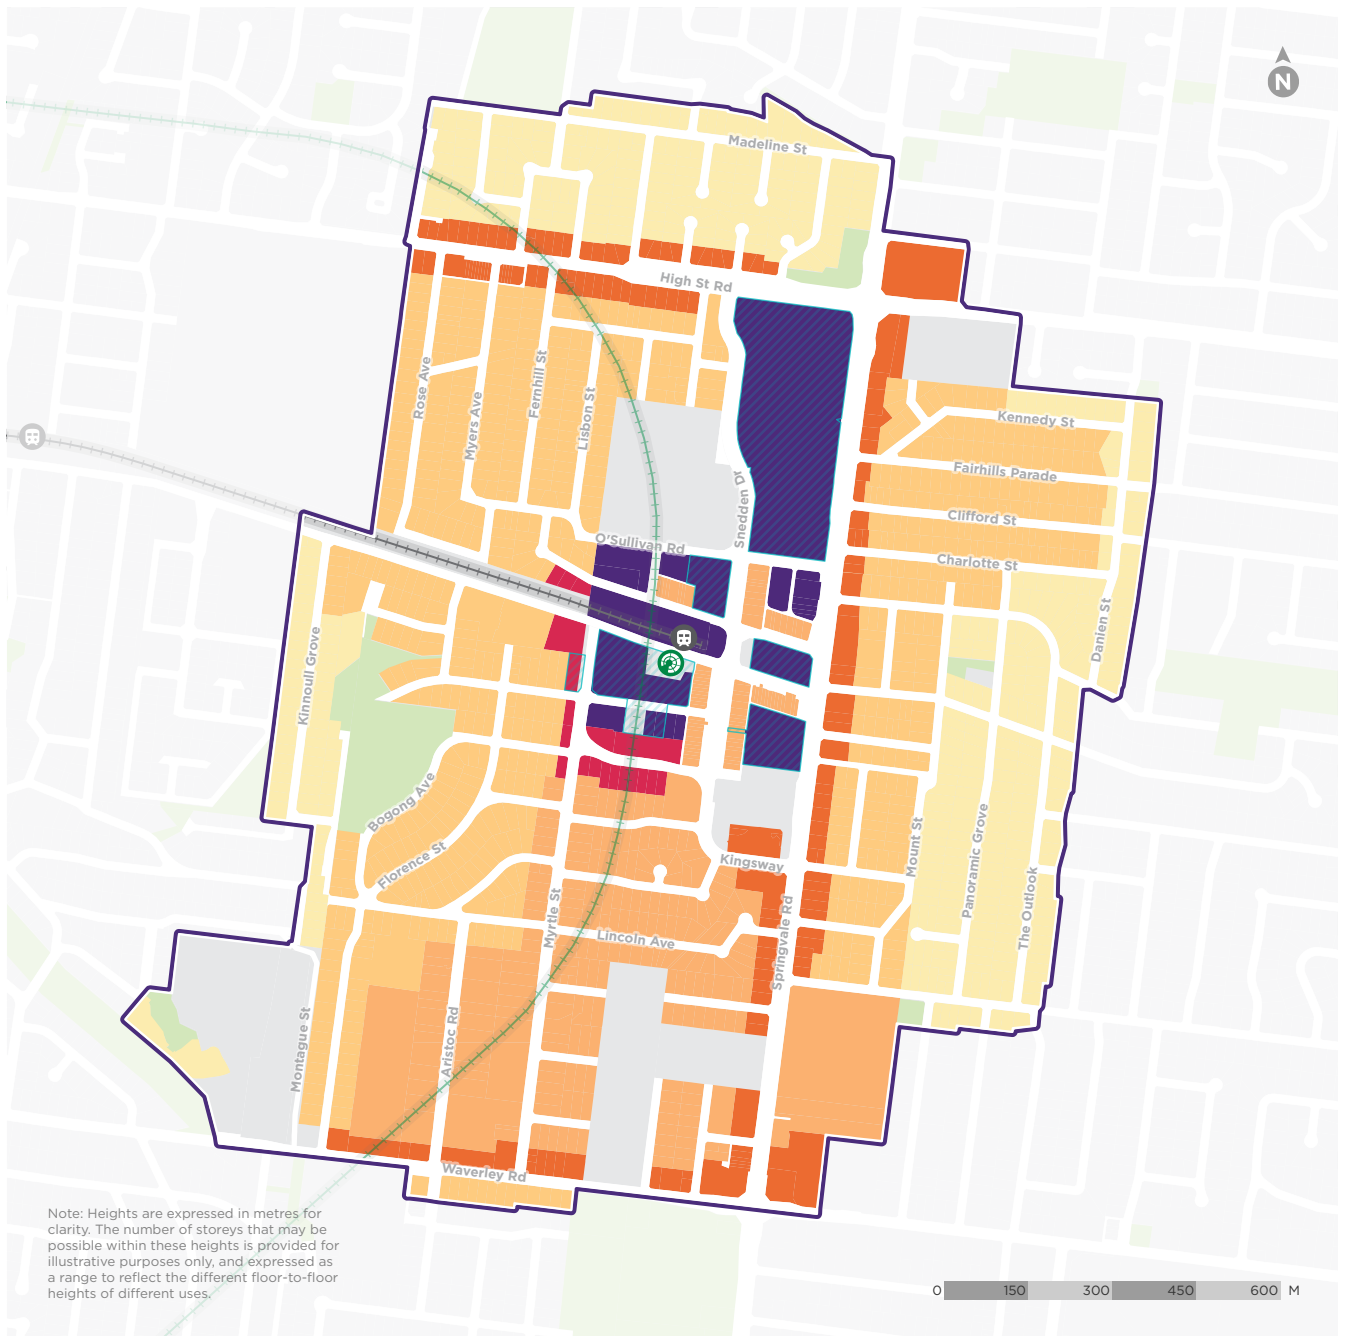 N
Madeline St
High St Rd
Rose Ave
Myers Ave
Fernhill St
Lisbon St
Snedden Dr
O'Sullivan Rd
Kennedy St
Fairhills Parade
Clifford St
Charlotte St
Danien St
Kinnoull Grove
Bogong Ave
Florence St
Myrtle St
Lincoln Ave
Kingsway
Springvale Rd
Mount St
Panoramic Grove
The Outlook
Montague St
Aristoc Rd
Waverley Rd
Note: Heights are expressed in metres for
clarity. The number of storeys that may be
possible within these heights is provided for
illustrative purposes only, and expressed as
a range to reflect the different floor-to-floor
heights of different uses.
0 150 300 450 600 M